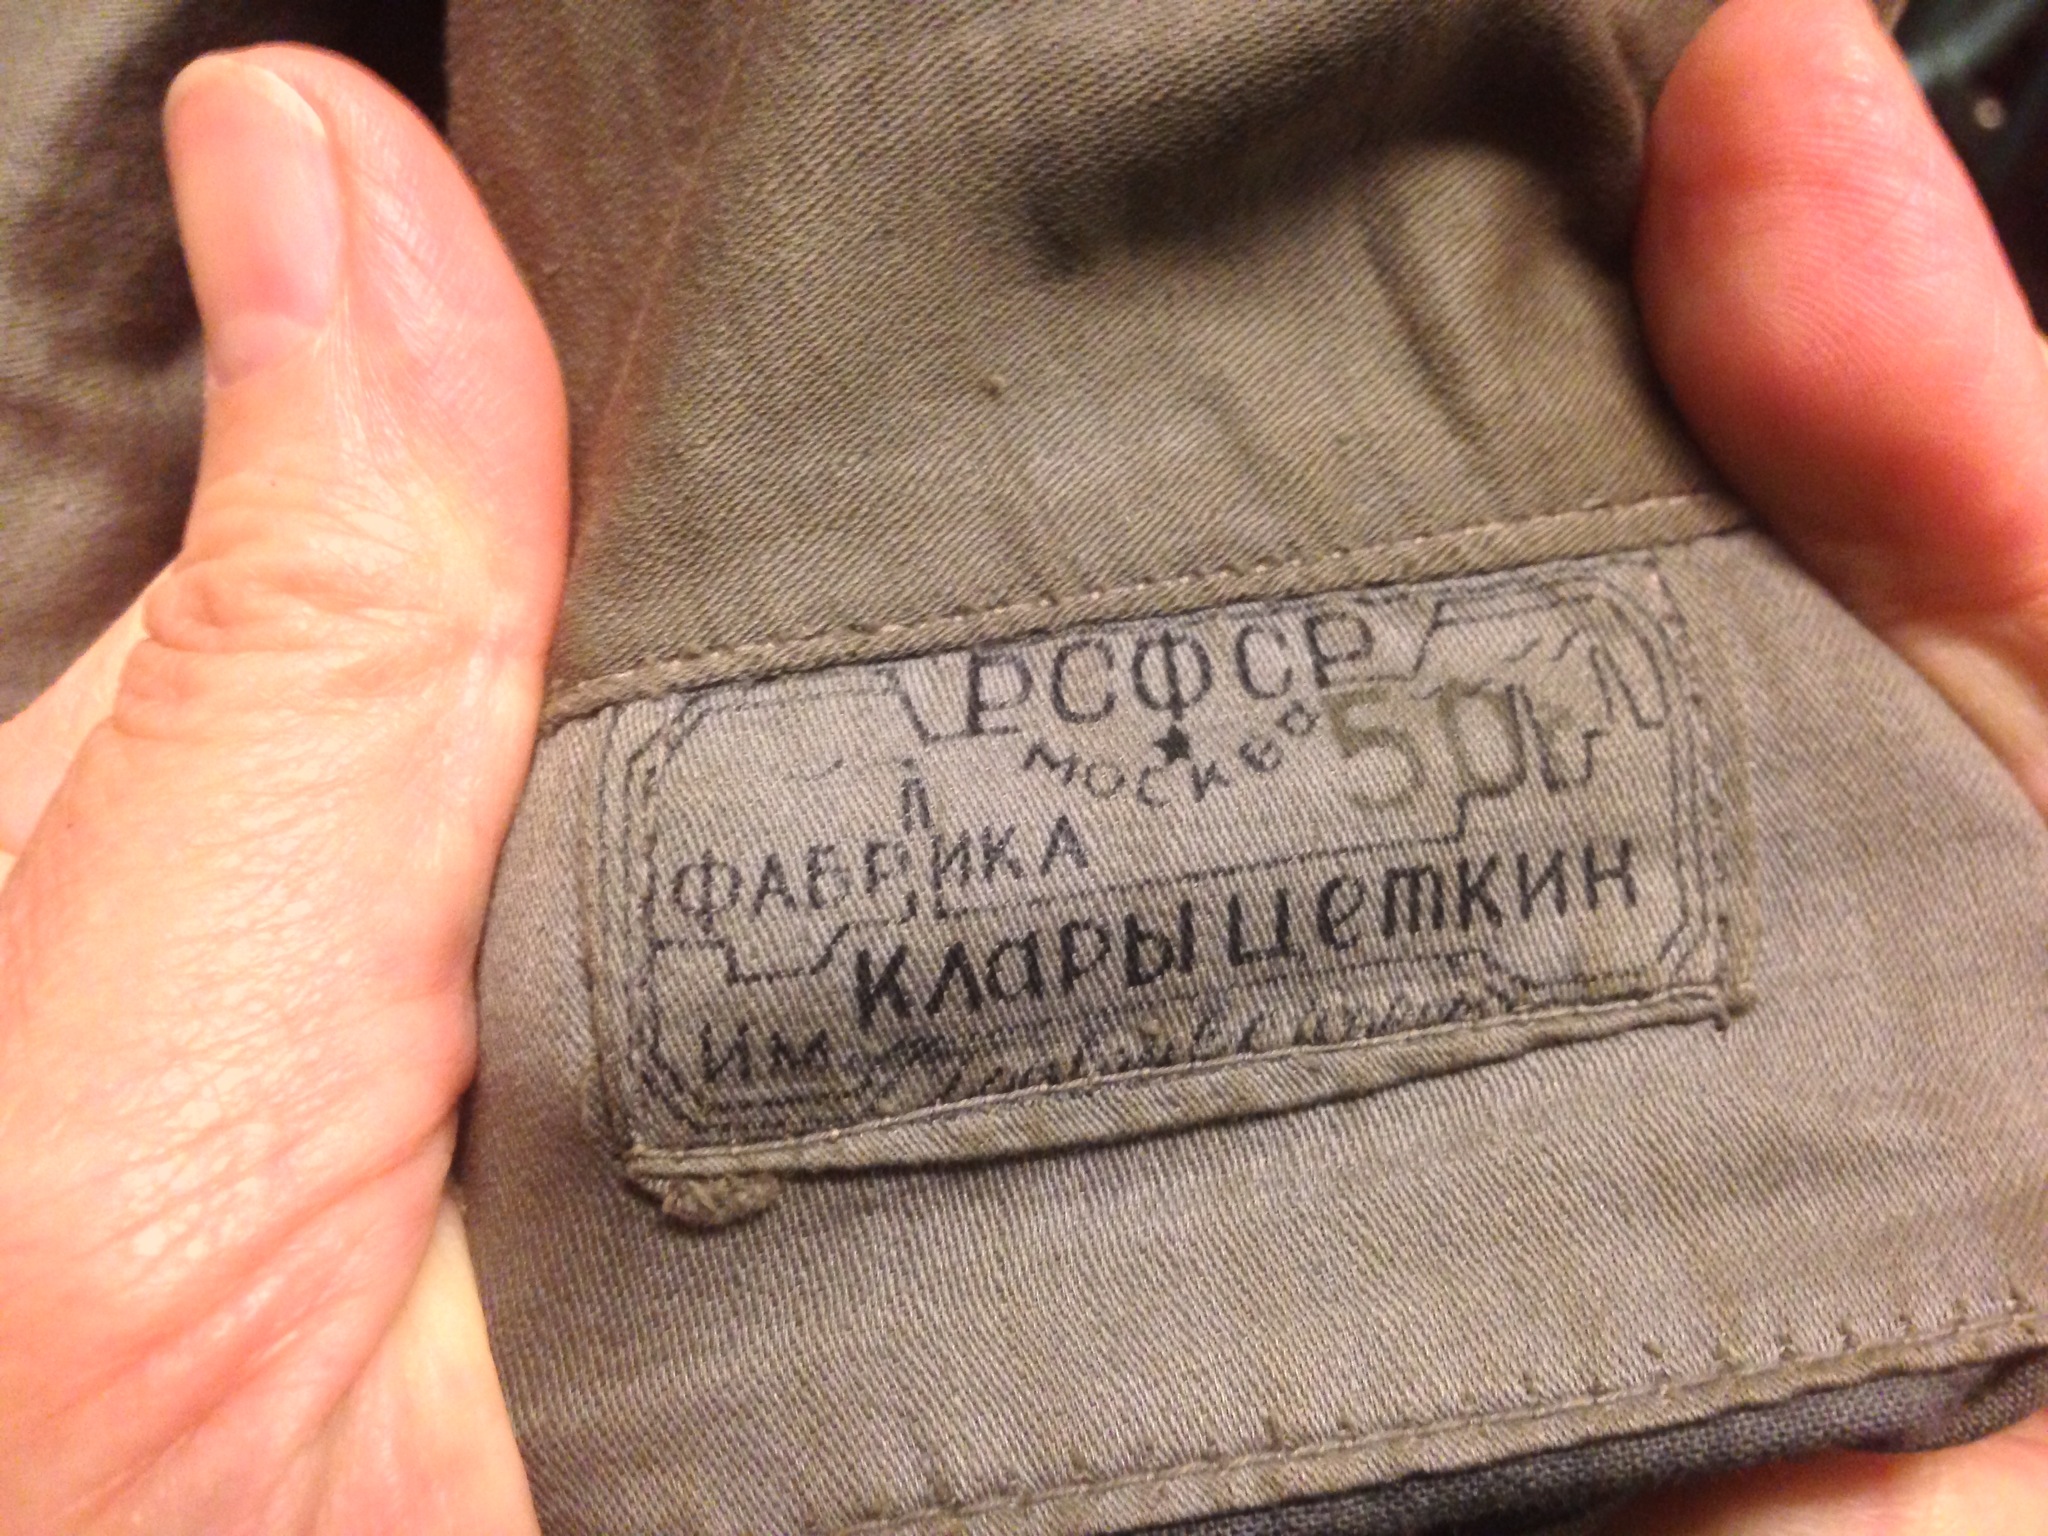 РСФСР
МОСКВА
50
ФАБРИКА
ИМ КЛАРЫ ЦЕТКИН